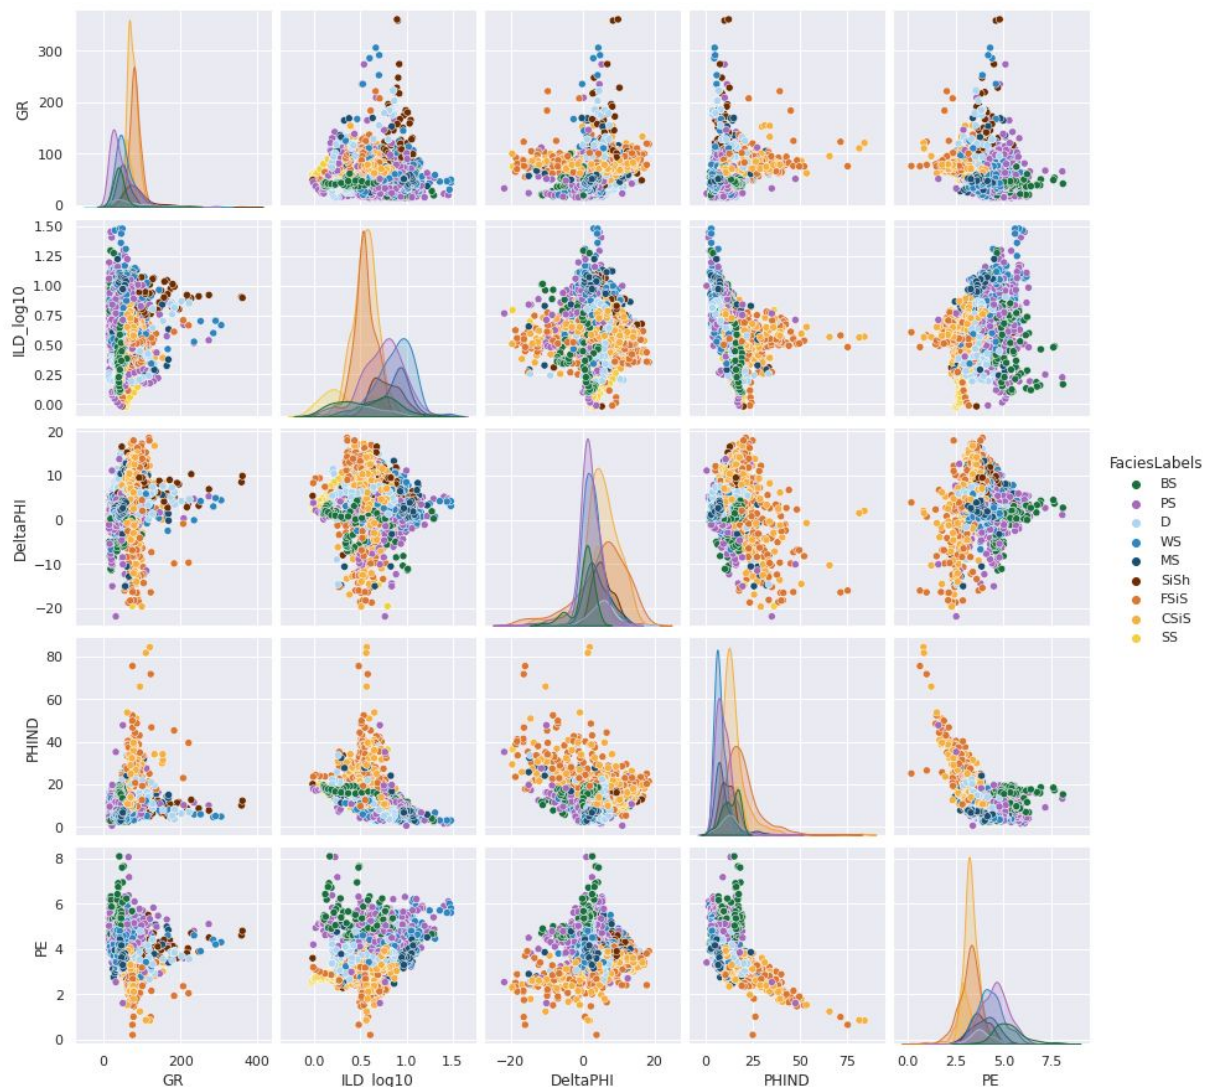 GR
300
200
100
0
ILD_log10
1.50
1.25
1.00
0.75
0.50
0.25
0.00
DeltaPHI
20
10
0
−10
−20
FaciesLabels
BS
PS
D
WS
MS
SiSh
FSiS
CSiS
SS
PHIND
80
60
40
20
0
PE
8
6
4
2
0
0 200 400 0.0 0.5 1.0 1.5 −20 0 20 0 25 50 75 0.0 2.5 5.0 7.5
GR ILD_log10 DeltaPHI PHIND PE